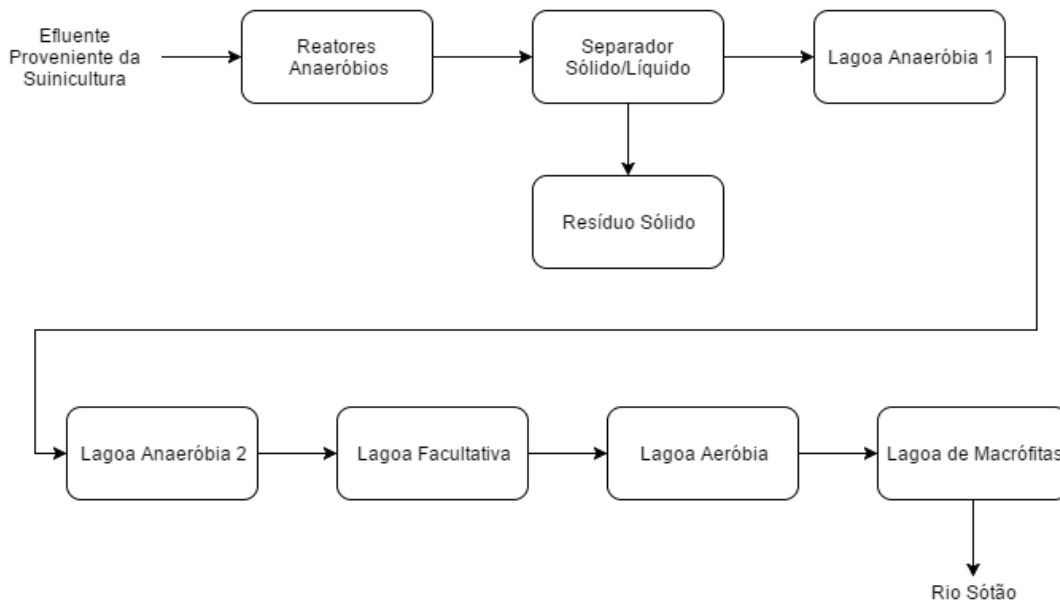 Efluente
Proveniente da
Suinicultura
Reatores
Anaeróbios
Separador
Sólido/Líquido
Lagoa Anaeróbia 1
Resíduo Sólido
Lagoa Anaeróbia 2
Lagoa Facultativa
Lagoa Aeróbia
Lagoa de Macrófitas
Rio Sótão